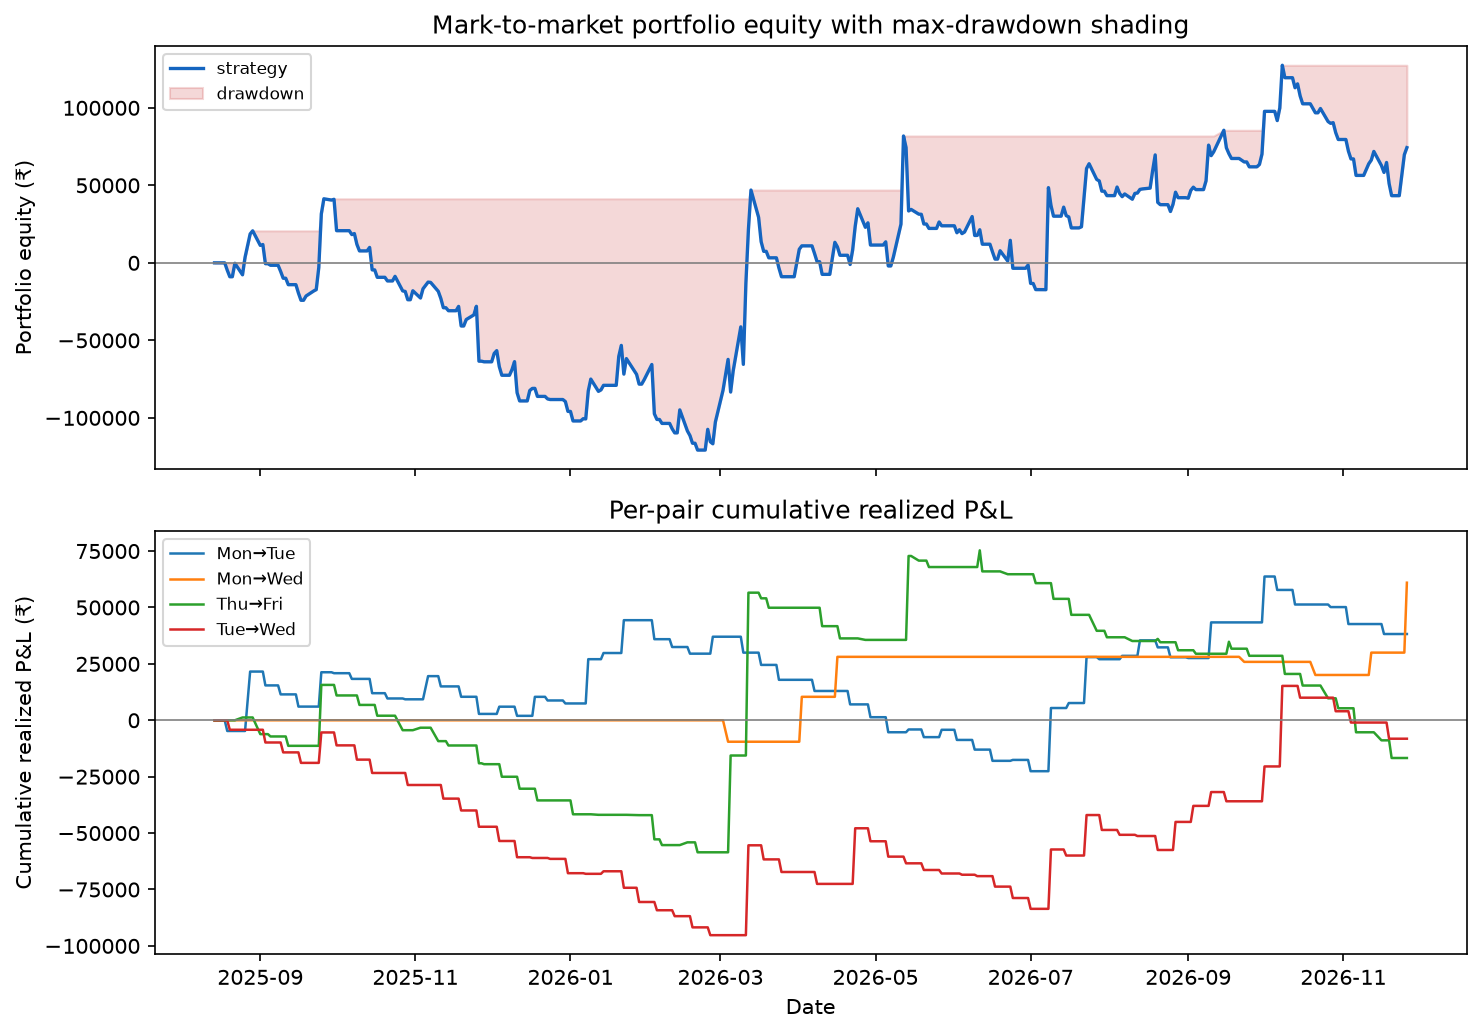 Mark-to-market portfolio equity with max-drawdown shading
strategy
drawdown
Portfolio equity (₹)
100000
50000
0
−50000
−100000
Per-pair cumulative realized P&L
Mon→Tue
Mon→Wed
Thu→Fri
Tue→Wed
Cumulative realized P&L (₹)
75000
50000
25000
0
−25000
−50000
−75000
−100000
2025-09 2025-11 2026-01 2026-03 2026-05 2026-07 2026-09 2026-11
Date